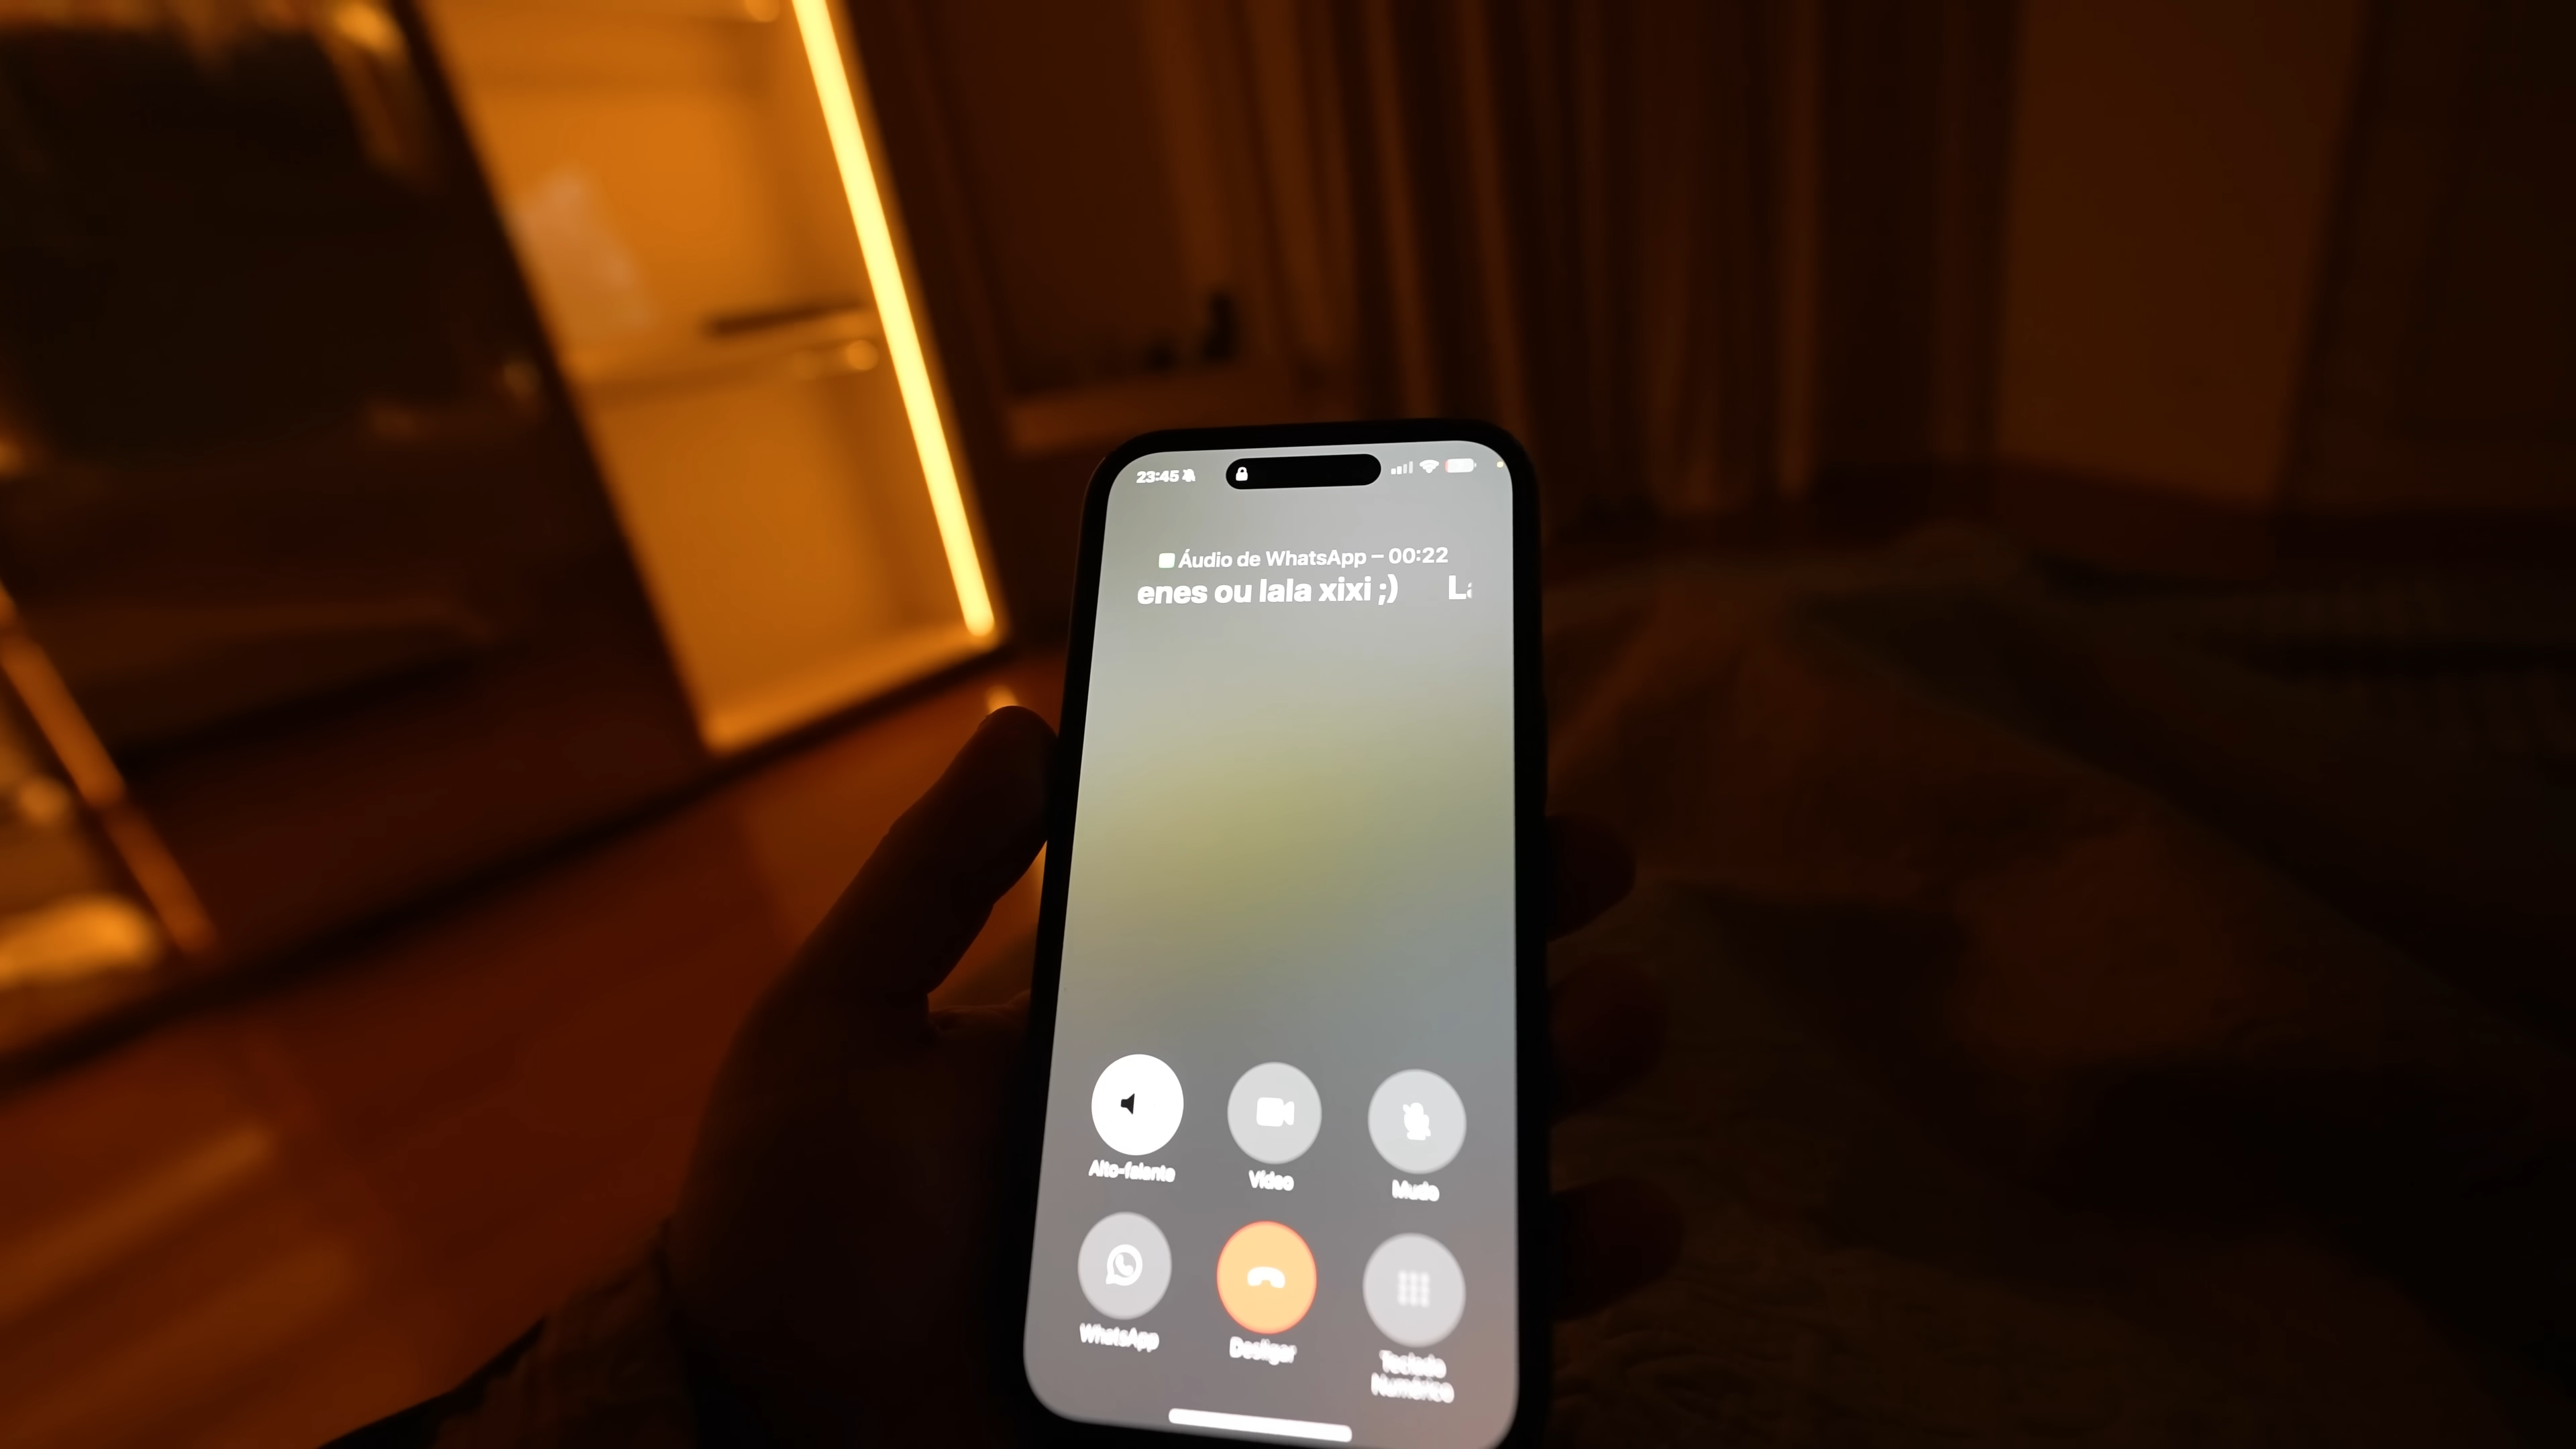 23:45
Áudio de WhatsApp – 00:22
enes ou lala xixi ;) La
Alto-falante
Vídeo
Mudo
WhatsApp
Desligar
Teclado
Numérico